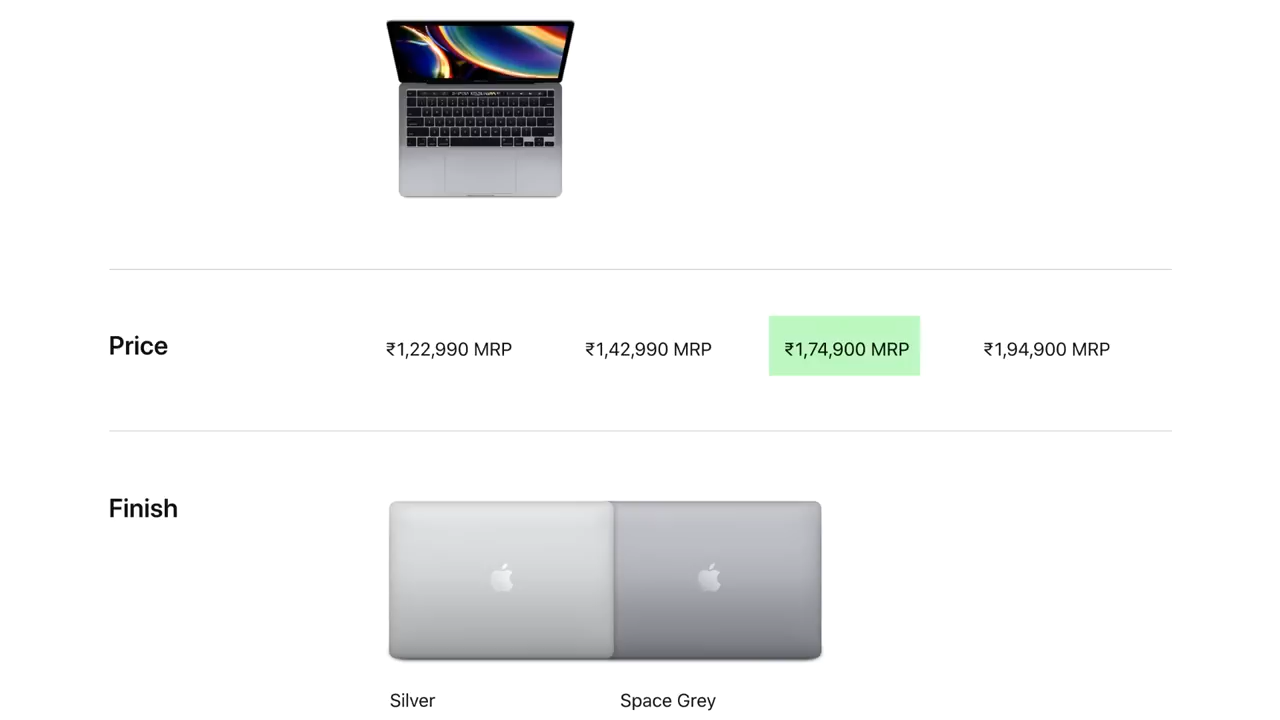 Price
₹1,22,990 MRP
₹1,42,990 MRP
₹1,74,900 MRP
₹1,94,900 MRP
Finish
Silver
Space Grey